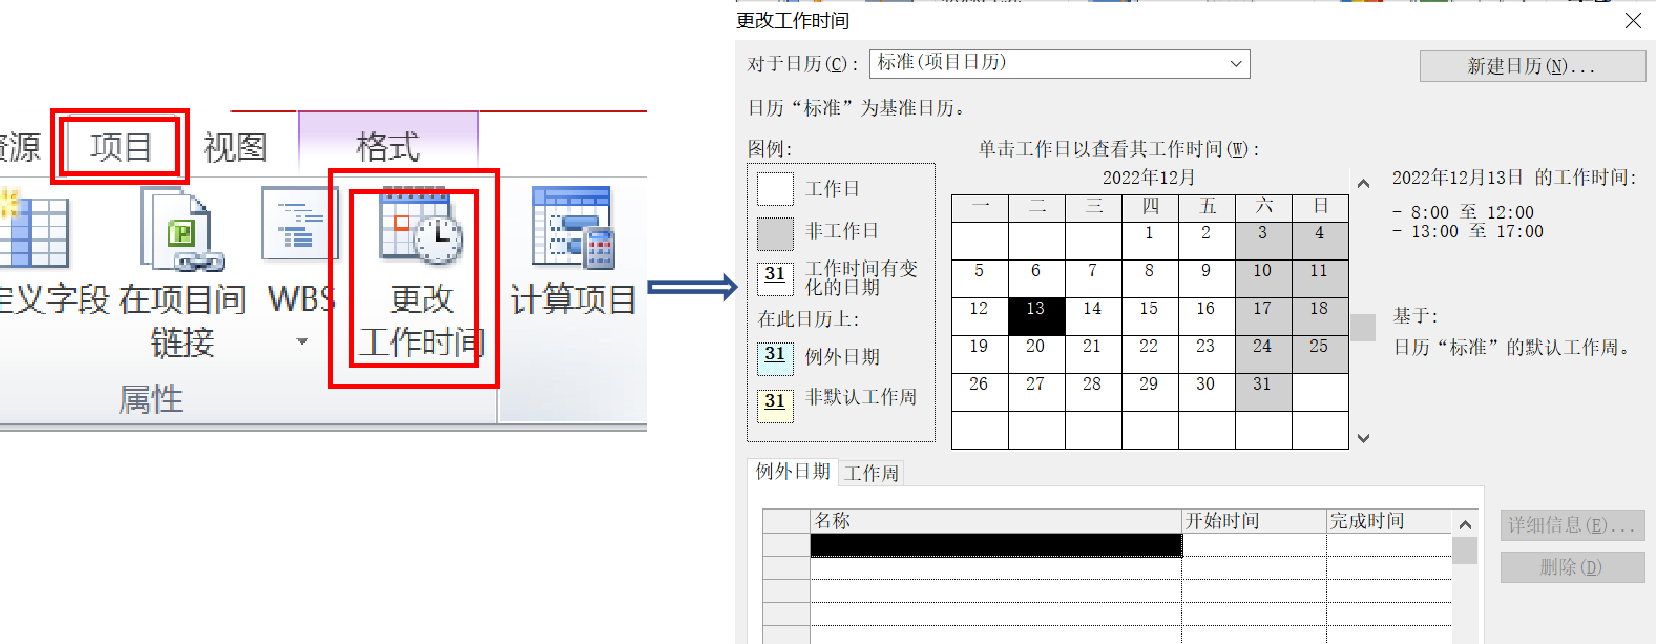 资源 项目 视图 格式
定义字段 在项目间
链接
WBS
更改
工作时间
计算项目
属性
更改工作时间
对于日历(C): 标准(项目日历)
新建日历(N)...
日历“标准”为基准日历。
图例:
工作日
非工作日
31 工作时间有变
化的日期
在此日历上:
31 例外日期
31 非默认工作周
单击工作日以查看其工作时间(W):
2022年12月
一 二 三 四 五 六 日
1 2 3 4
5 6 7 8 9 10 11
12 13 14 15 16 17 18
19 20 21 22 23 24 25
26 27 28 29 30 31
2022年12月13日 的工作时间:
- 8:00 至 12:00
- 13:00 至 17:00
基于:
日历“标准”的默认工作周。
例外日期 工作周
名称 开始时间 完成时间
详细信息(E)...
删除(D)